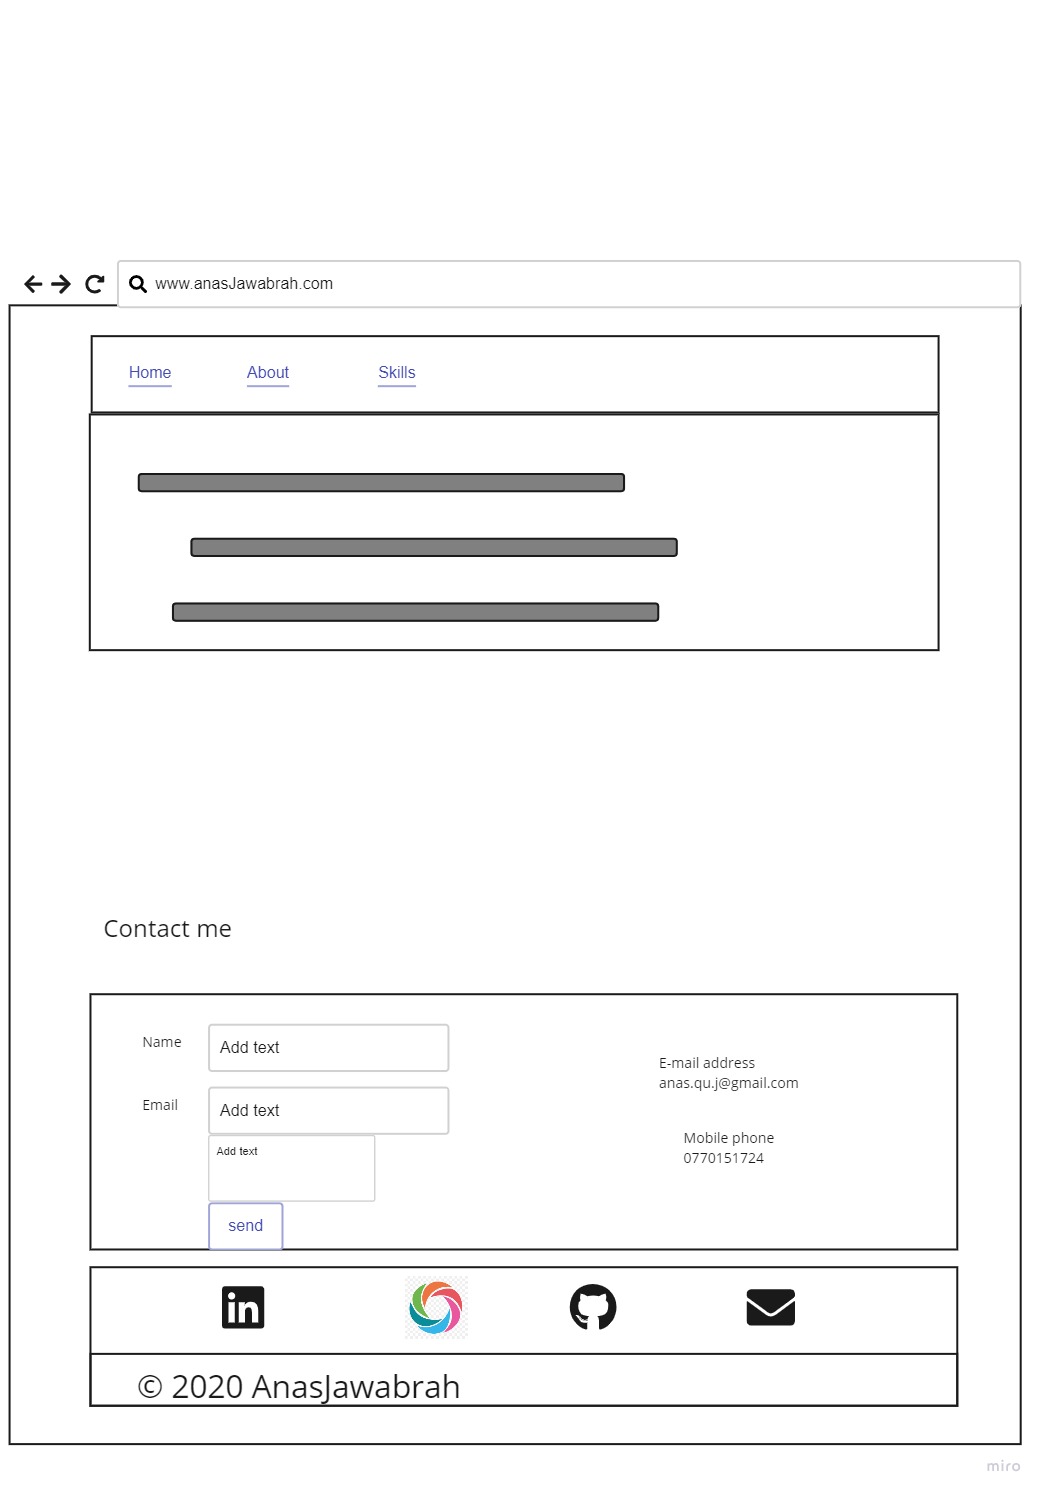 www.anasJawabrah.com
Home About Skills
Contact me
Name Add text
Email Add text
Add text
send
E-mail address
anas.qu.j@gmail.com
Mobile phone
0770151724
in
© 2020 AnasJawabrah
miro